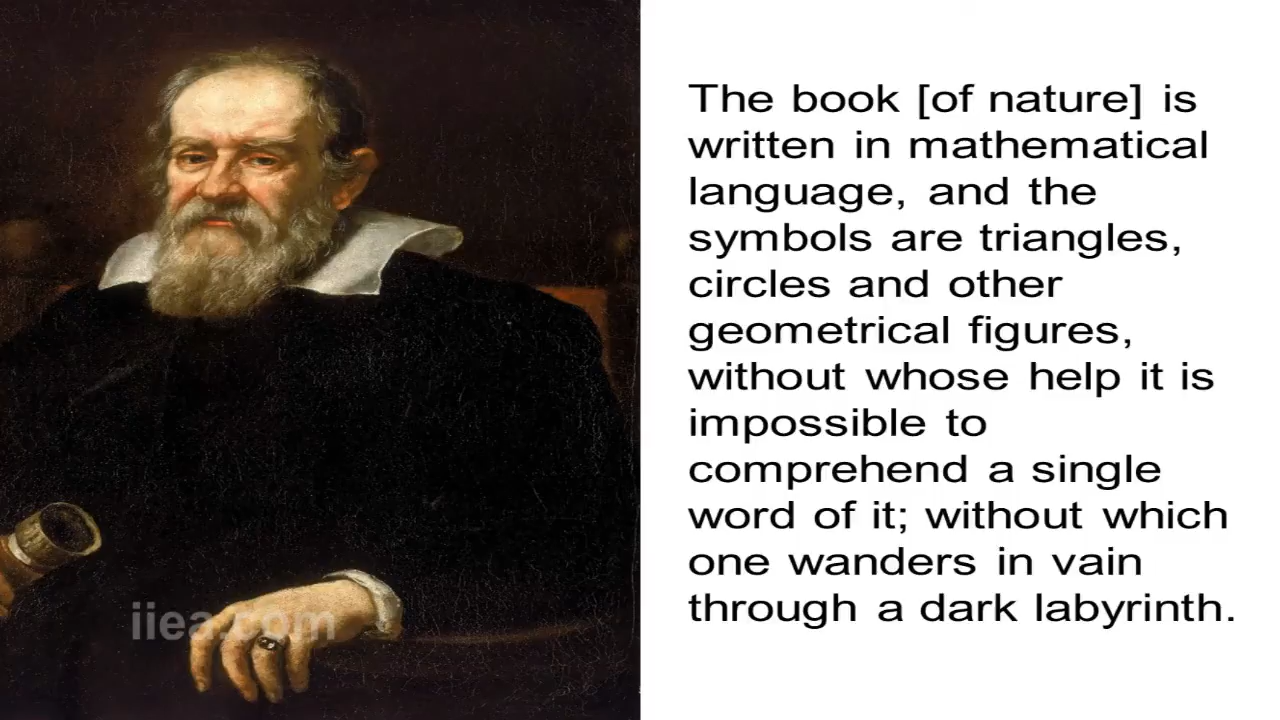 The book [of nature] is
written in mathematical
language, and the
symbols are triangles,
circles and other
geometrical figures,
without whose help it is
impossible to
comprehend a single
word of it; without which
one wanders in vain
through a dark labyrinth.
iiea.com